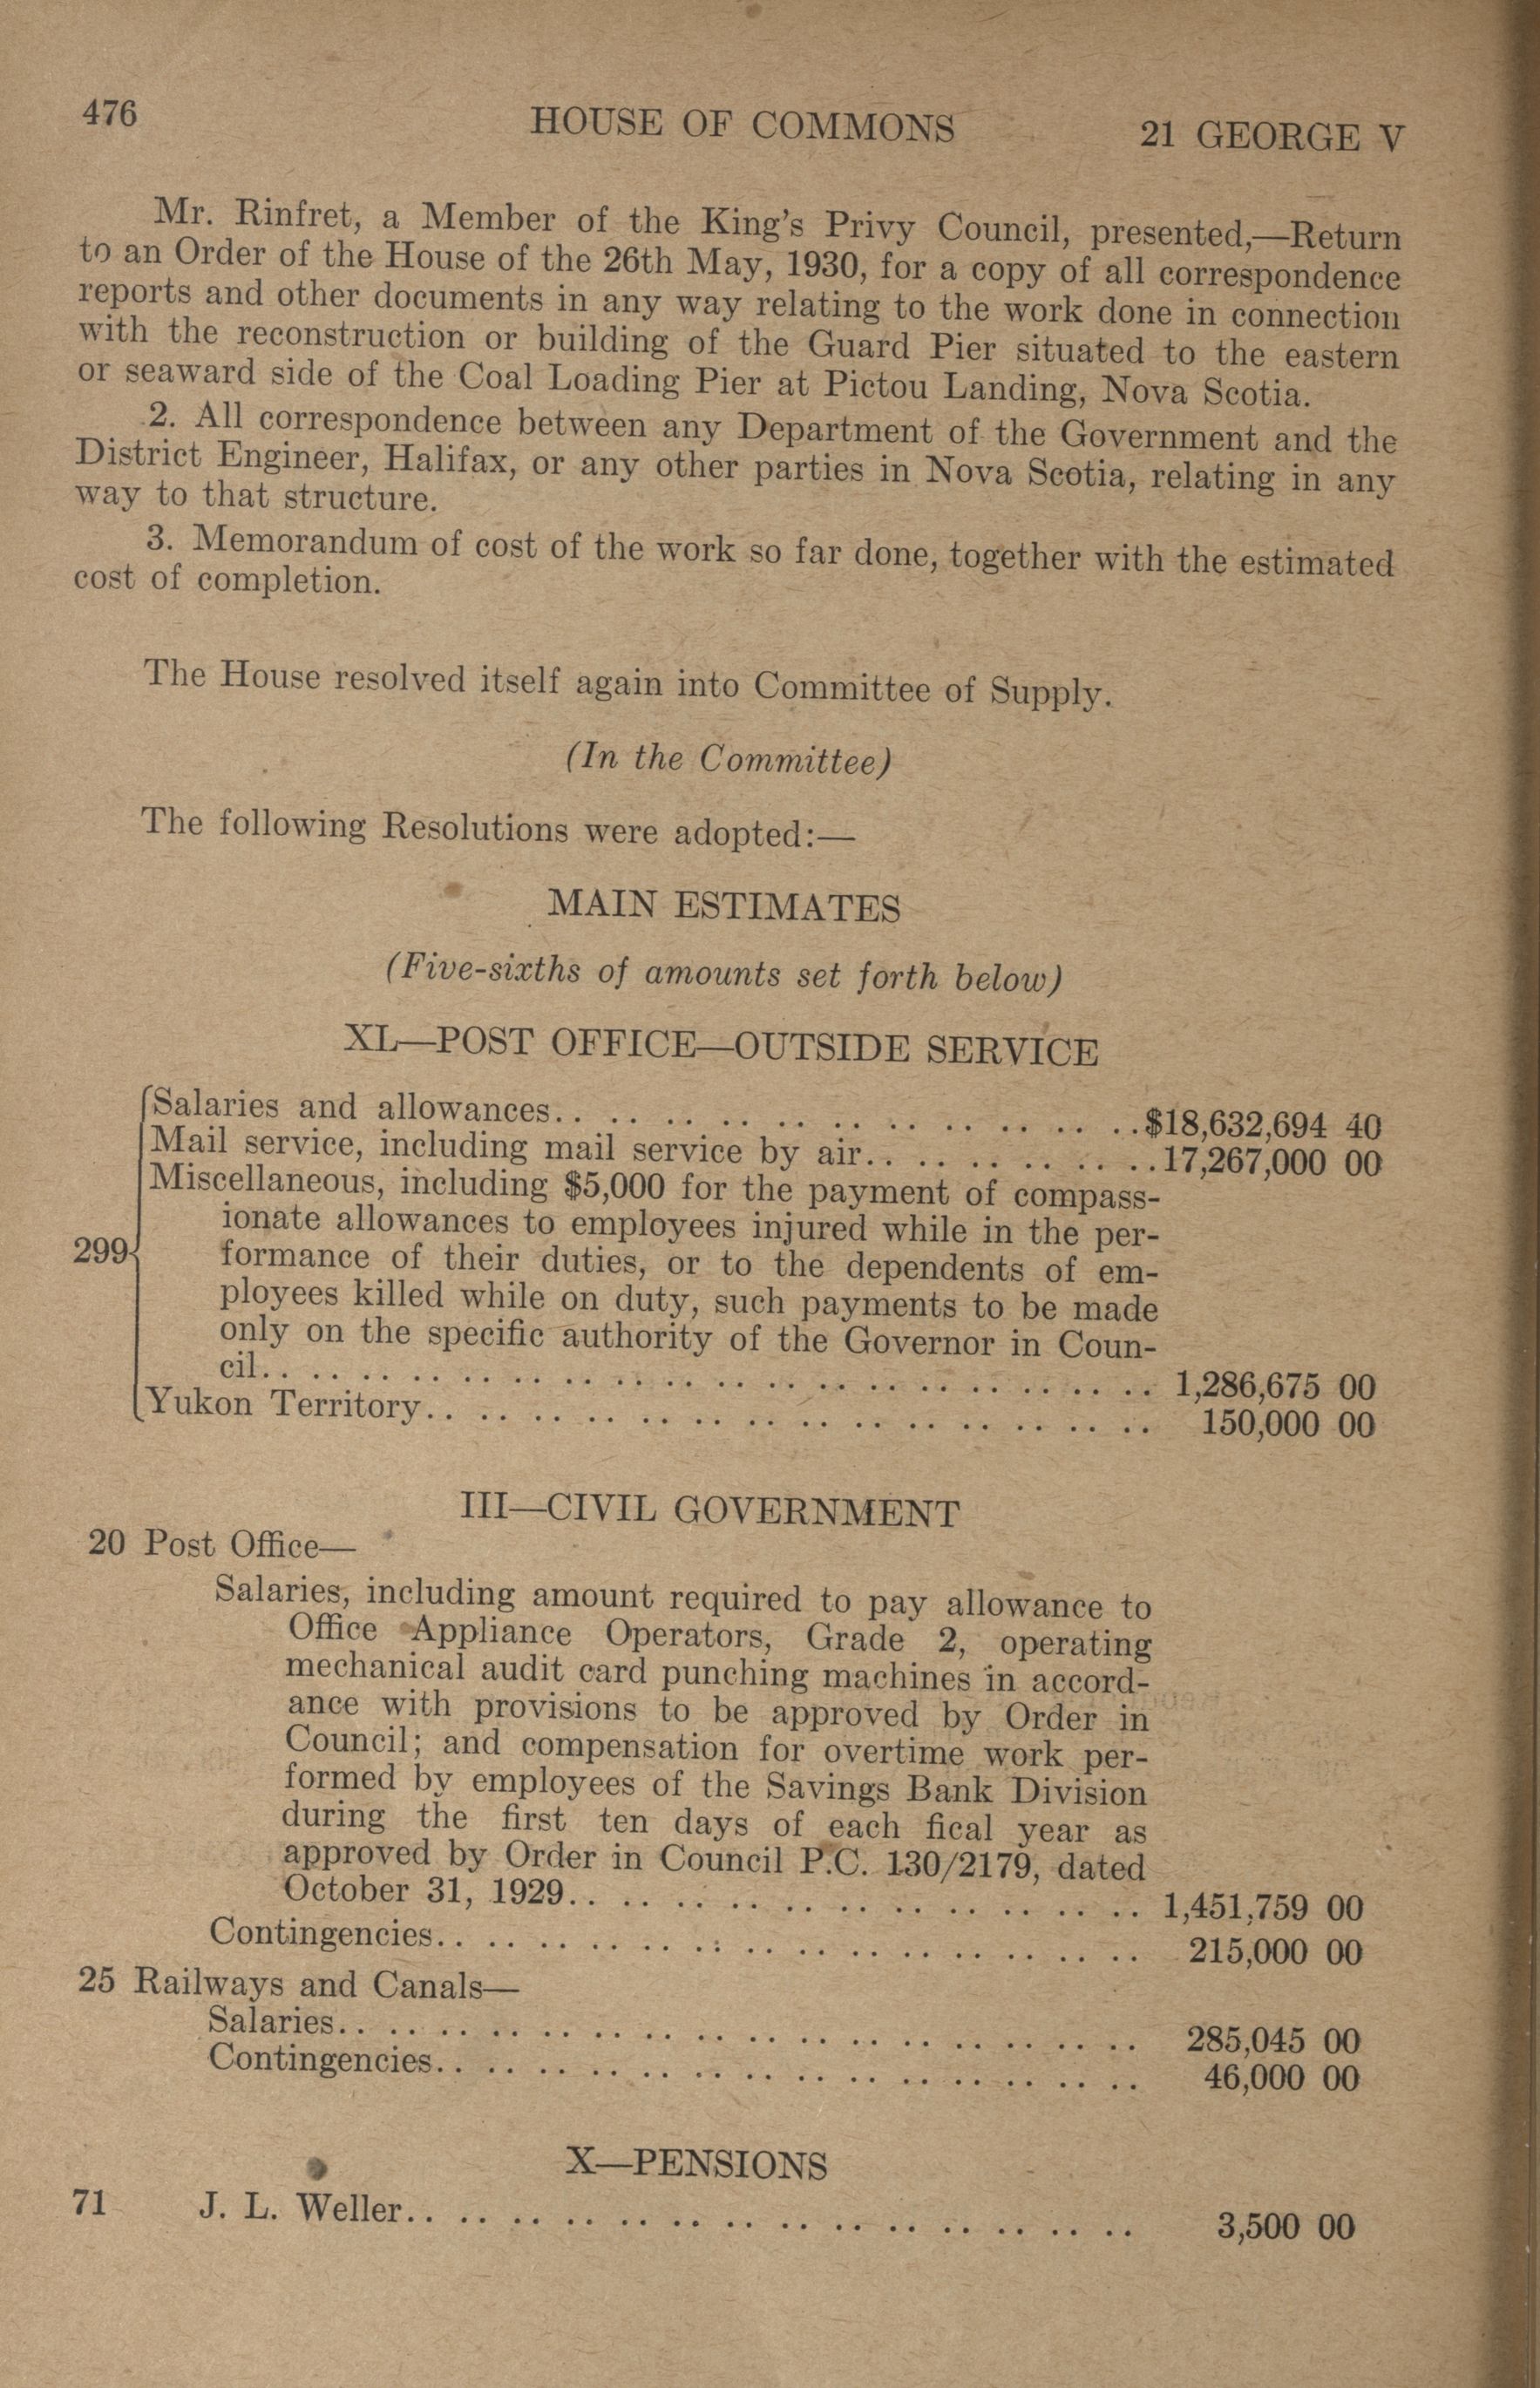 476
HOUSE OF COMMONS
21 GEORGE V
Mr. Rinfret, a Member of the King's Privy Council, presented,—Return
to an Order of the House of the 26th May, 1930, for a copy of all correspondence
reports and other documents in any way relating to the work done in connection
with the reconstruction or building of the Guard Pier situated to the eastern
or seaward side of the Coal Loading Pier at Pictou Landing, Nova Scotia.
2. All correspondence between any Department of the Government and the
District Engineer, Halifax, or any other parties in Nova Scotia, relating in any
way to that structure.
3. Memorandum of cost of the work so far done, together with the estimated
cost of completion.
The House resolved itself again into Committee of Supply.
(In the Committee)
The following Resolutions were adopted:—
MAIN ESTIMATES
(Five-sixths of amounts set forth below)
XL—POST OFFICE—OUTSIDE SERVICE
Salaries and allowances.. .. .. .. .. .. .. .. .. .. .. ..$18,632,694 40
Mail service, including mail service by air.. .. .. .. .. ..17,267,000 00
Miscellaneous, including $5,000 for the payment of compass-
ionate allowances to employees injured while in the per-
299 formance of their duties, or to the dependents of em-
ployees killed while on duty, such payments to be made
only on the specific authority of the Governor in Coun-
cil.. .. .. .. .. .. .. .. .. .. .. .. .. .. .. .. .. .. 1,286,675 00
Yukon Territory.. .. .. .. .. .. .. .. .. .. .. .. .. .. 150,000 00
III—CIVIL GOVERNMENT
20 Post Office—
Salaries, including amount required to pay allowance to
Office Appliance Operators, Grade 2, operating
mechanical audit card punching machines in accord-
ance with provisions to be approved by Order in
Council; and compensation for overtime work per-
formed by employees of the Savings Bank Division
during the first ten days of each fical year as
approved by Order in Council P.C. 130/2179, dated
October 31, 1929.. .. .. .. .. .. .. .. .. .. .. 1,451,759 00
Contingencies.. .. .. .. .. .. .. .. .. .. .. .. .. .. 215,000 00
25 Railways and Canals—
Salaries.. .. .. .. .. .. .. .. .. .. .. .. .. .. .. .. 285,045 00
Contingencies.. .. .. .. .. .. .. .. .. .. .. .. .. .. 46,000 00
X—PENSIONS
71 J. L. Weller.. .. .. .. .. .. .. .. .. .. .. .. .. .. 3,500 00